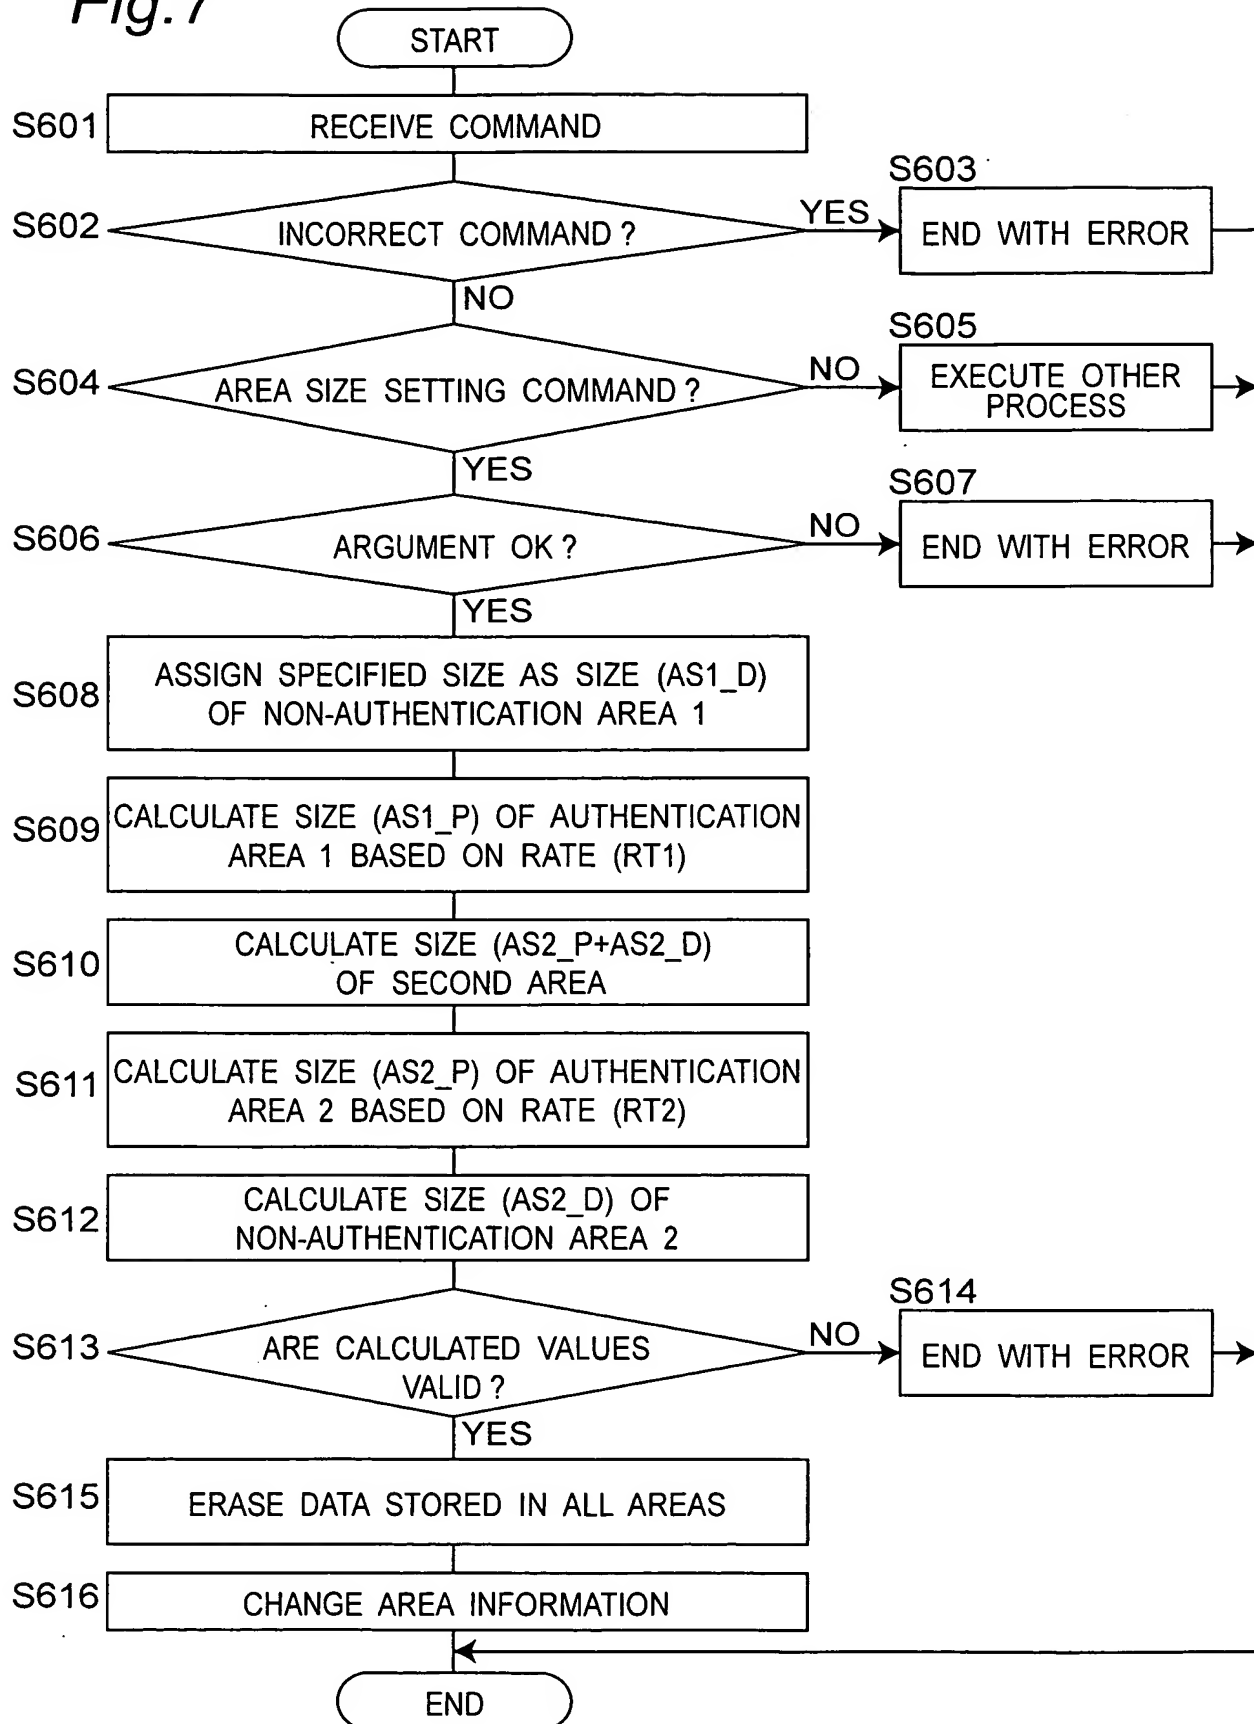 Fig.7
START
S601
RECEIVE COMMAND
S602
INCORRECT COMMAND ?
YES
S603
END WITH ERROR
NO
S604
AREA SIZE SETTING COMMAND ?
NO
S605
EXECUTE OTHER
PROCESS
YES
S606
ARGUMENT OK ?
NO
S607
END WITH ERROR
YES
S608
ASSIGN SPECIFIED SIZE AS SIZE (AS1_D)
OF NON-AUTHENTICATION AREA 1
S609
CALCULATE SIZE (AS1_P) OF AUTHENTICATION
AREA 1 BASED ON RATE (RT1)
S610
CALCULATE SIZE (AS2_P+AS2_D)
OF SECOND AREA
S611
CALCULATE SIZE (AS2_P) OF AUTHENTICATION
AREA 2 BASED ON RATE (RT2)
S612
CALCULATE SIZE (AS2_D) OF
NON-AUTHENTICATION AREA 2
S613
ARE CALCULATED VALUES
VALID ?
NO
S614
END WITH ERROR
YES
S615
ERASE DATA STORED IN ALL AREAS
S616
CHANGE AREA INFORMATION
END